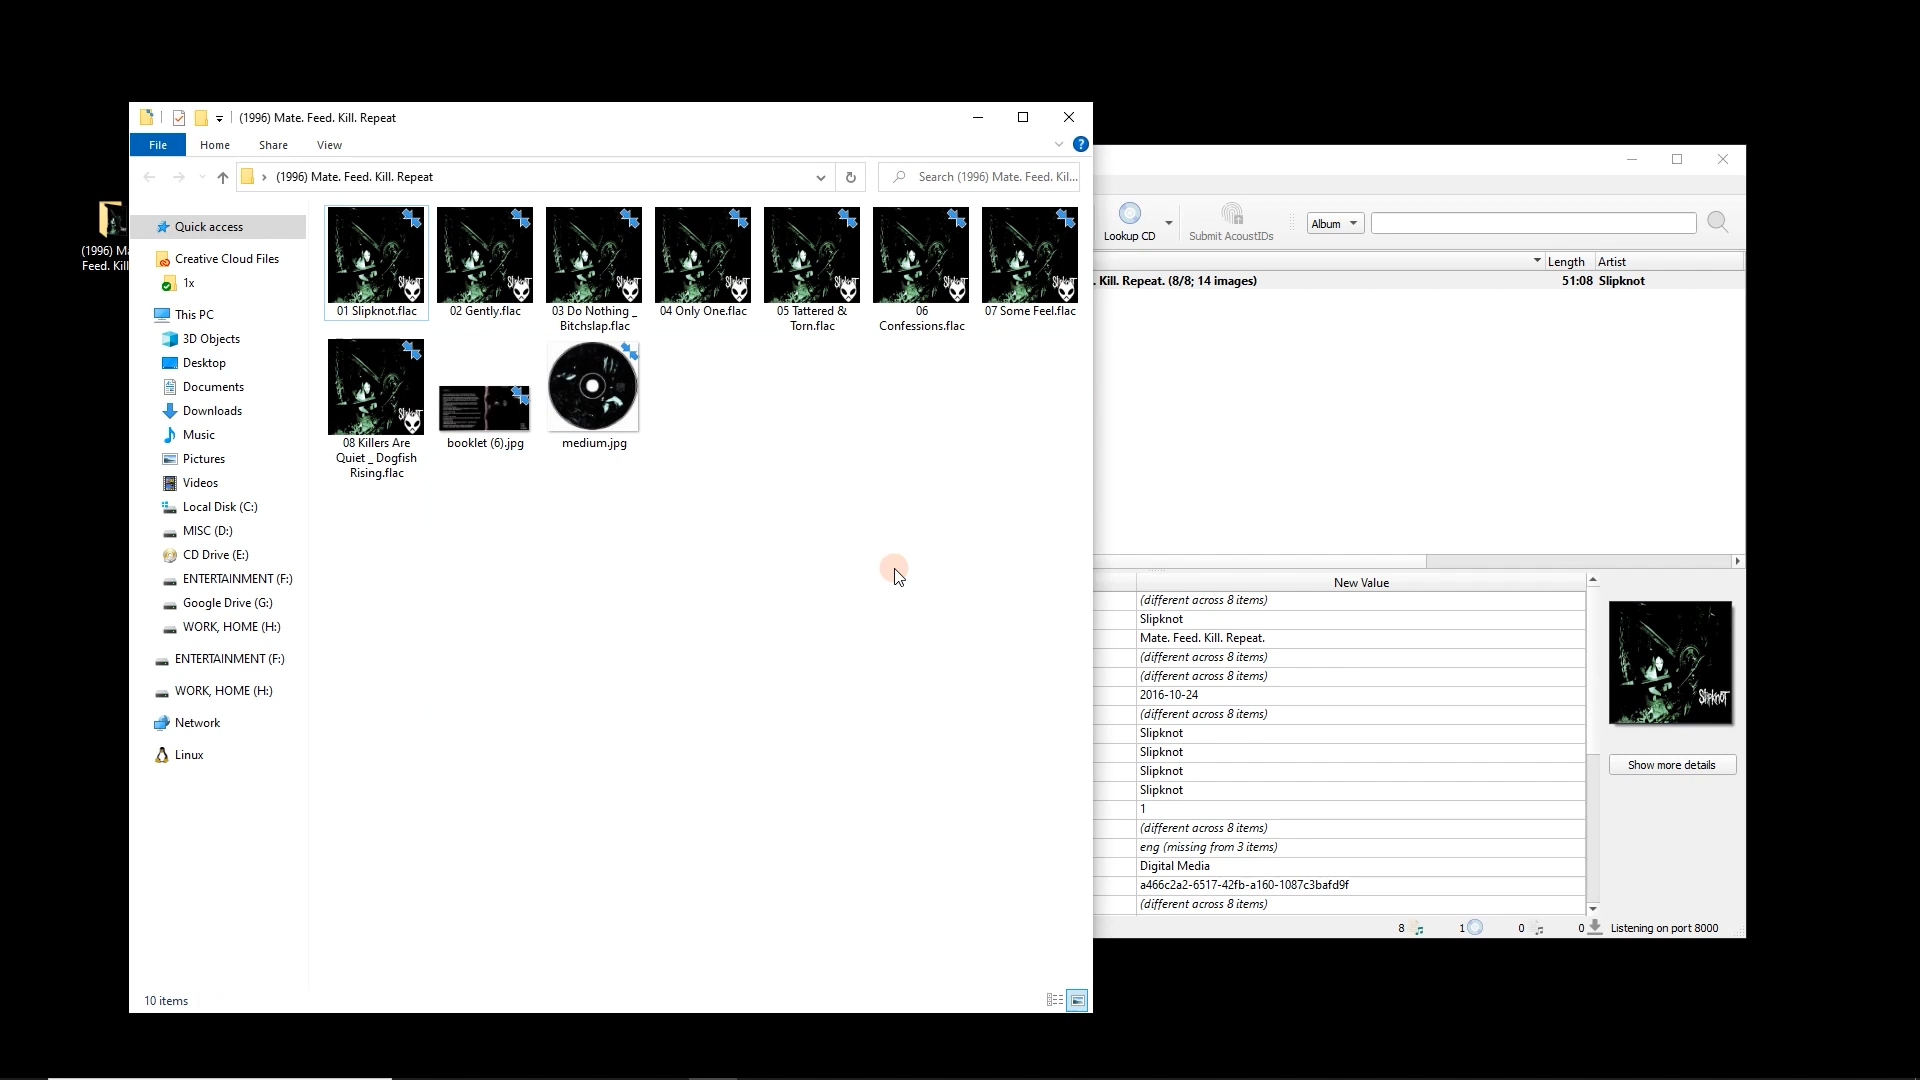 (1996) Mate. Feed. Kill. Repeat
File
Home
Share
View
(1996) Mate. Feed. Kill. Repeat
Search (1996) Mate. Feed. Kil...
(1996) Ma
Feed. Kill
Quick access
Creative Cloud Files
1x
This PC
3D Objects
Desktop
Documents
Downloads
Music
Pictures
Videos
Local Disk (C:)
MISC (D:)
CD Drive (E:)
ENTERTAINMENT (F:)
Google Drive (G:)
WORK, HOME (H:)
ENTERTAINMENT (F:)
WORK, HOME (H:)
Network
Linux
01 Slipknot.flac
02 Gently.flac
03 Do Nothing _
Bitchslap.flac
04 Only One.flac
05 Tattered &
Torn.flac
06
Confessions.flac
07 Some Feel.flac
08 Killers Are
Quiet _ Dogfish
Rising.flac
booklet (6).jpg
medium.jpg
10 items
Lookup CD
Submit AcoustIDs
Album
Length
Artist
. Kill. Repeat. (8/8; 14 images)
51:08
Slipknot
New Value
(different across 8 items)
Slipknot
Mate. Feed. Kill. Repeat.
(different across 8 items)
(different across 8 items)
2016-10-24
(different across 8 items)
Slipknot
Slipknot
Slipknot
Slipknot
1
(different across 8 items)
eng (missing from 3 items)
Digital Media
a466c2a2-6517-42fb-a160-1087c3bafd9f
(different across 8 items)
Slipknot
Show more details
8
1
0
0
Listening on port 8000